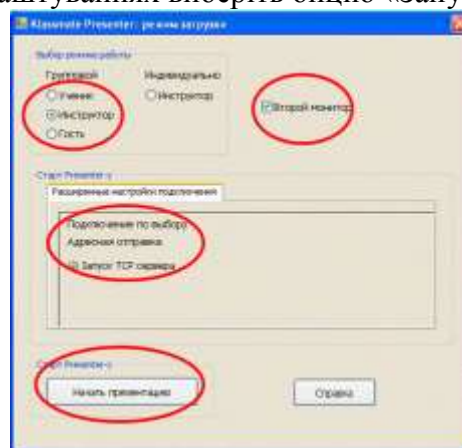 аштуваннях виберіть опцію «Запу
Klassmate Presenter: режим загрузки
Выбор режима работы
Групповой Индивидуально
Ученик Инструктор
Инструктор
Гость
Второй монитор
Старт Presenter-а
Расширенные настройки подключения
Подключение по выбору
Адресная отправка
Запуск TCP сервера
Старт Presenter-а
Начать презентацию Справка